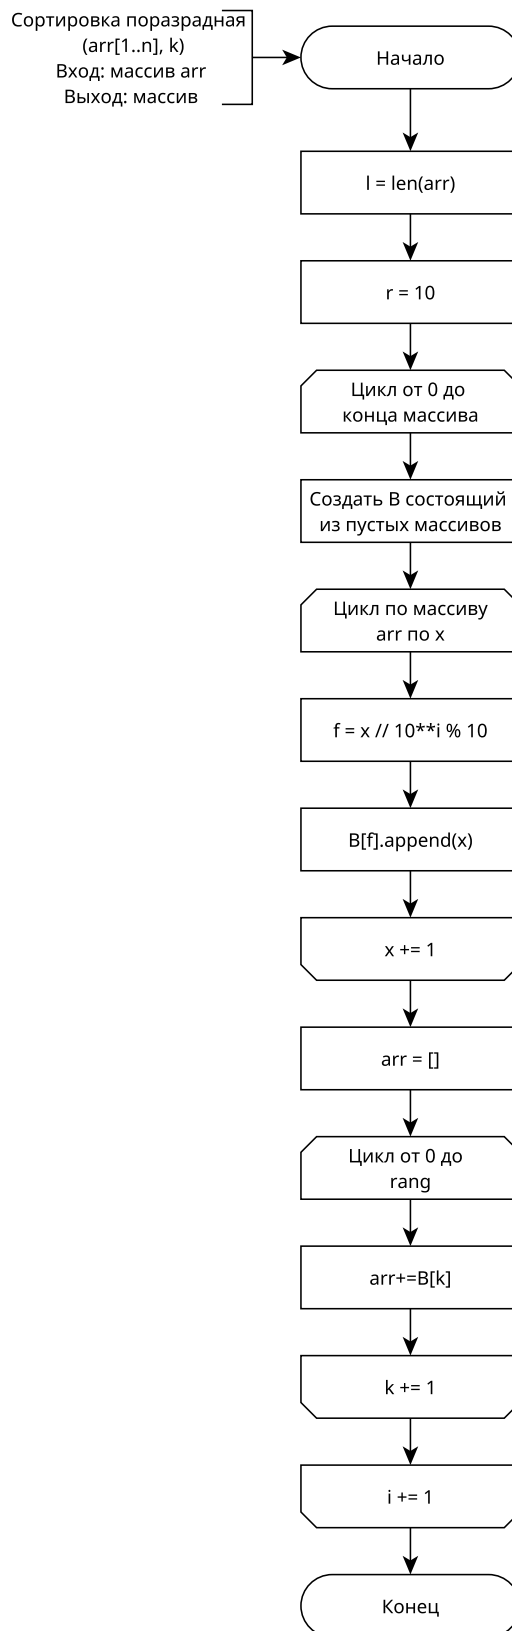 Сортировка поразрадная
(arr[1..n], k)
Вход: массив arr
Выход: массив
Начало
l = len(arr)
r = 10
Цикл от 0 до
конца массива
Создать B состоящий
из пустых массивов
Цикл по массиву
arr по x
f = x // 10**i % 10
B[f].append(x)
x += 1
arr = []
Цикл от 0 до
rang
arr+=B[k]
k += 1
i += 1
Конец